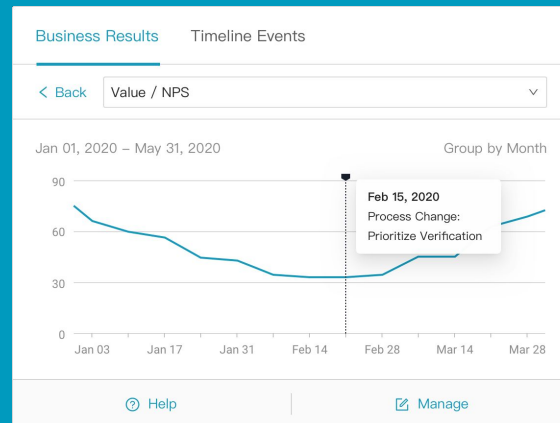 Business Results Timeline Events
Back Value / NPS
Jan 01, 2020 – May 31, 2020 Group by Month
90
Feb 15, 2020
Process Change:
Prioritize Verification
60
30
0
Jan 03 Jan 17 Jan 31 Feb 14 Feb 28 Mar 14 Mar 28
Help Manage